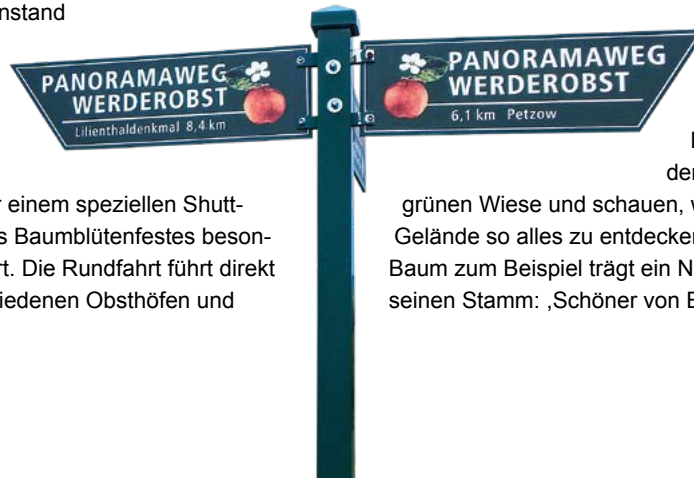 nstand
PANORAMAWEG
WERDEROBST
Lilienthaldenkmal 8,4 km
PANORAMAWEG
WERDEROBST
6,1 km Petzow
r einem speziellen Shutt-
s Baumblütenfestes beson-
rt. Die Rundfahrt führt direkt
iedenen Obsthöfen und
der
grünen Wiese und schauen, w
Gelände so alles zu entdecken
Baum zum Beispiel trägt ein N
seinen Stamm: ‚Schöner von B